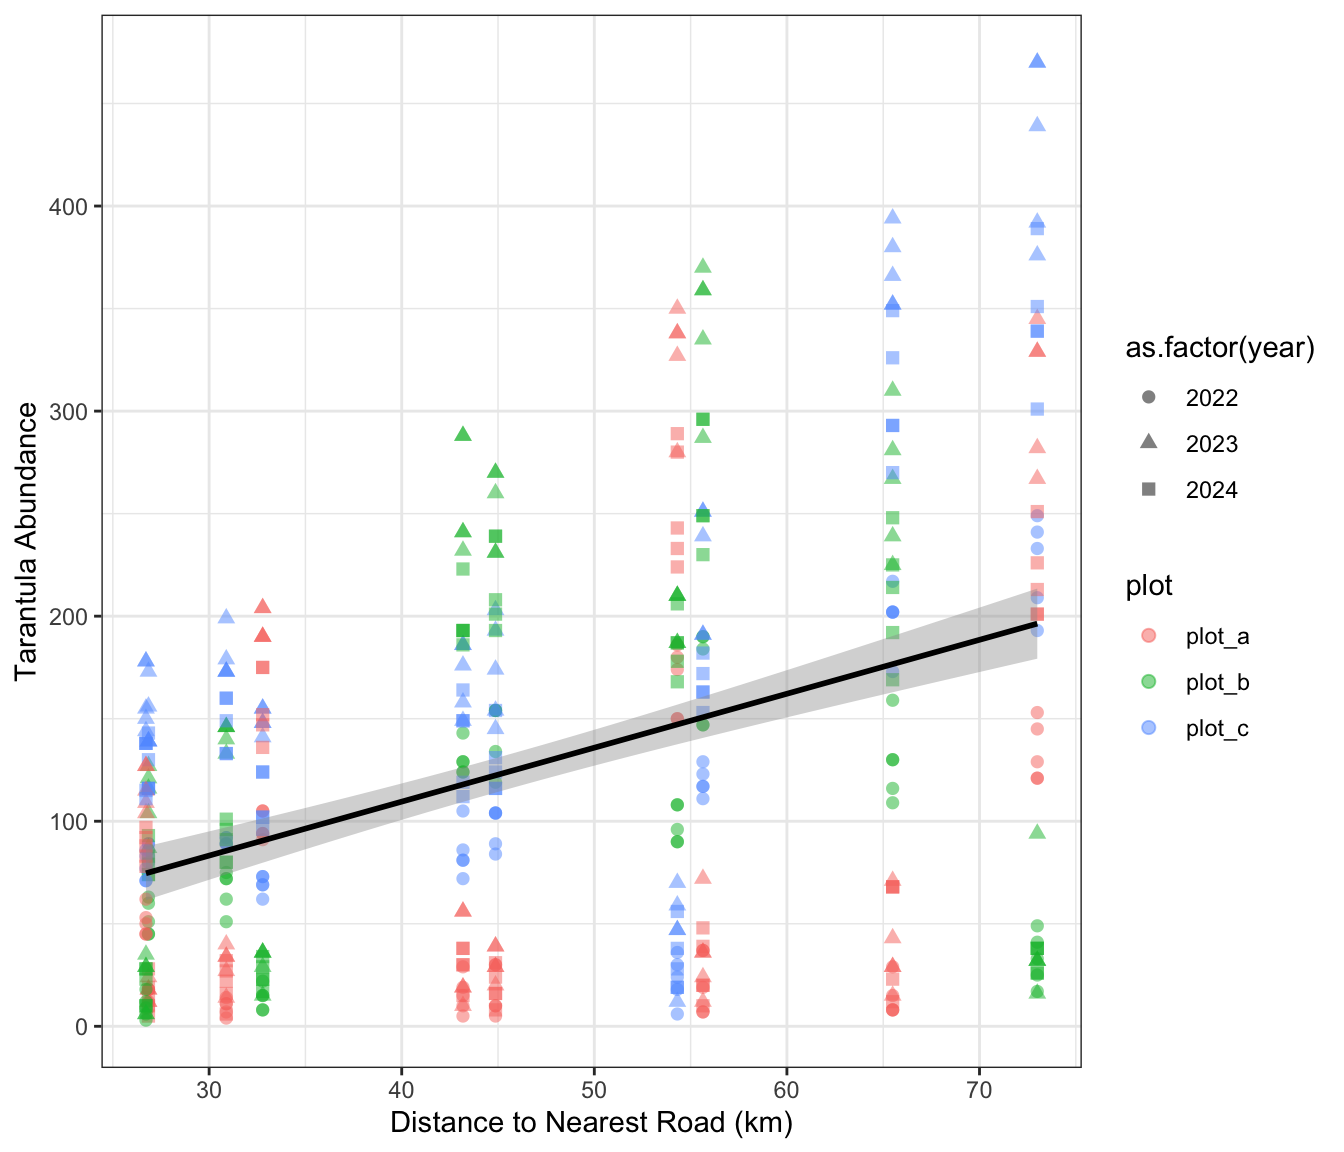 Tarantula Abundance
400
300
200
100
0
30 40 50 60 70
Distance to Nearest Road (km)
as.factor(year)
2022
2023
2024
plot
plot_a
plot_b
plot_c